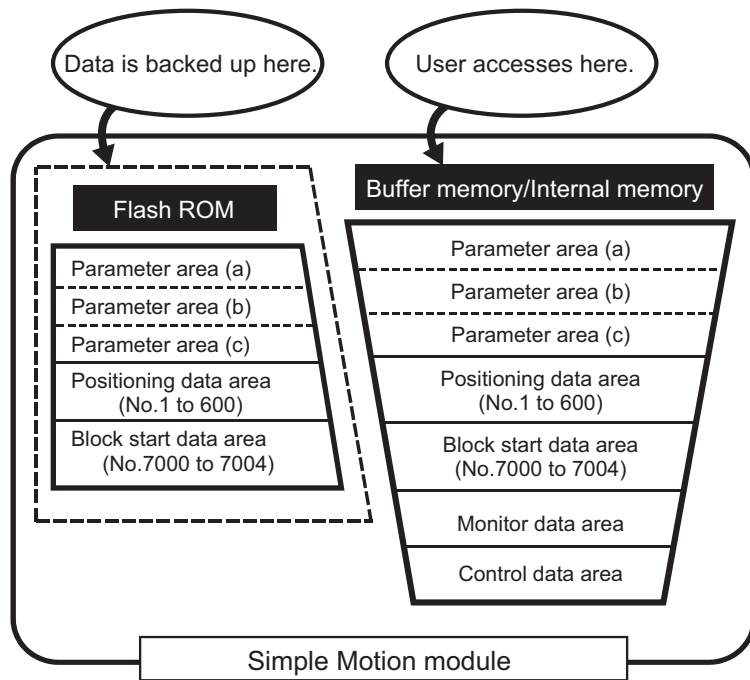 Data is backed up here.
User accesses here.
Flash ROM
Parameter area (a)
Parameter area (b)
Parameter area (c)
Positioning data area
(No.1 to 600)
Block start data area
(No.7000 to 7004)
Buffer memory/Internal memory
Parameter area (a)
Parameter area (b)
Parameter area (c)
Positioning data area
(No.1 to 600)
Block start data area
(No.7000 to 7004)
Monitor data area
Control data area
Simple Motion module